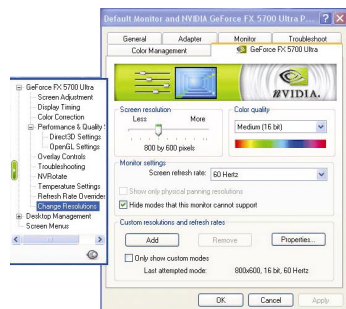 Default Monitor and NVIDIA GeForce FX 5700 Ultra P...
General
Adapter
Monitor
Troubleshoot
Color Management
GeForce FX 5700 Ultra
NVIDIA.
GeForce FX 5700 Ultra
Screen Adjustment
Display Timing
Color Correction
Performance & Quality S
Direct3D Settings
OpenGL Settings
Overlay Controls
Troubleshooting
NVRotate
Temperature Settings
Refresh Rate Overrides
Change Resolutions
Desktop Management
Screen Menus
Screen resolution
Less
More
800 by 600 pixels
Color quality
Medium (16 bit)
Monitor settings
Screen refresh rate:
60 Hertz
Show only physical panning resolutions
Hide modes that this monitor cannot support
Custom resolutions and refresh rates
Add
Remove
Properties...
Only show custom modes
Last attempted mode:
800x600, 16 bit, 60 Hertz
OK
Cancel
Apply